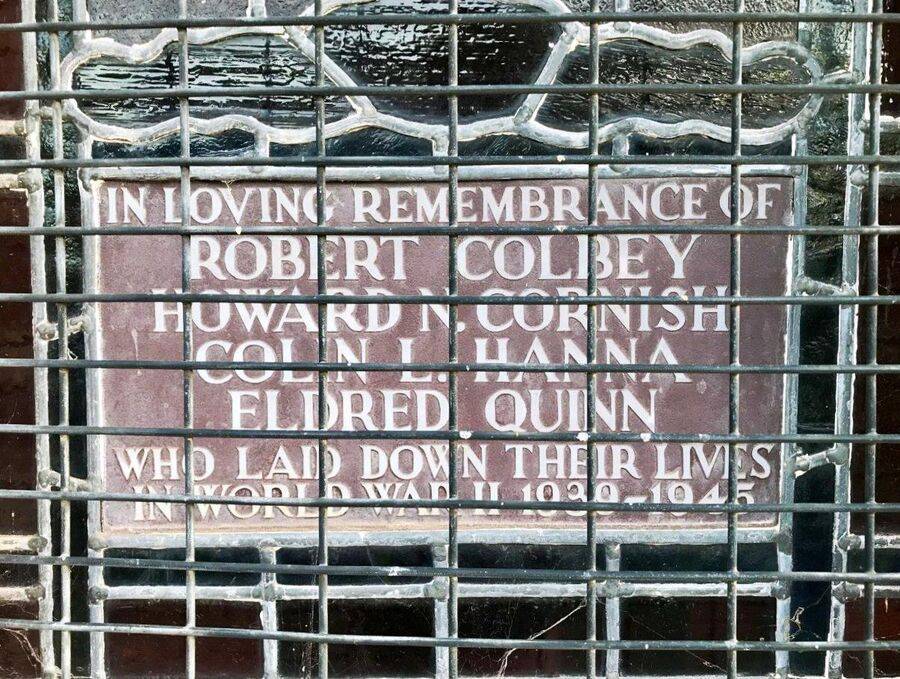 IN LOVING REMEMBRANCE OF
ROBERT COLBEY
HOWARD N. CORNISH
COLIN L. HANNA
ELDRED QUINN
WHO LAID DOWN THEIR LIVES
IN WORLD WAR II 1939-1945